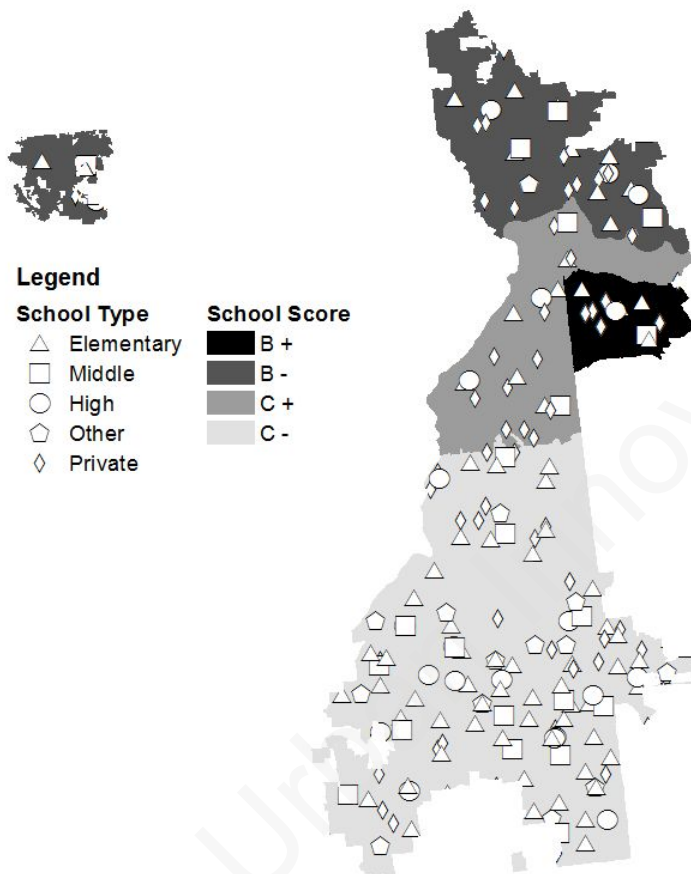 Legend
School Type School Score
Elementary B +
Middle B -
High C +
Other C -
Private